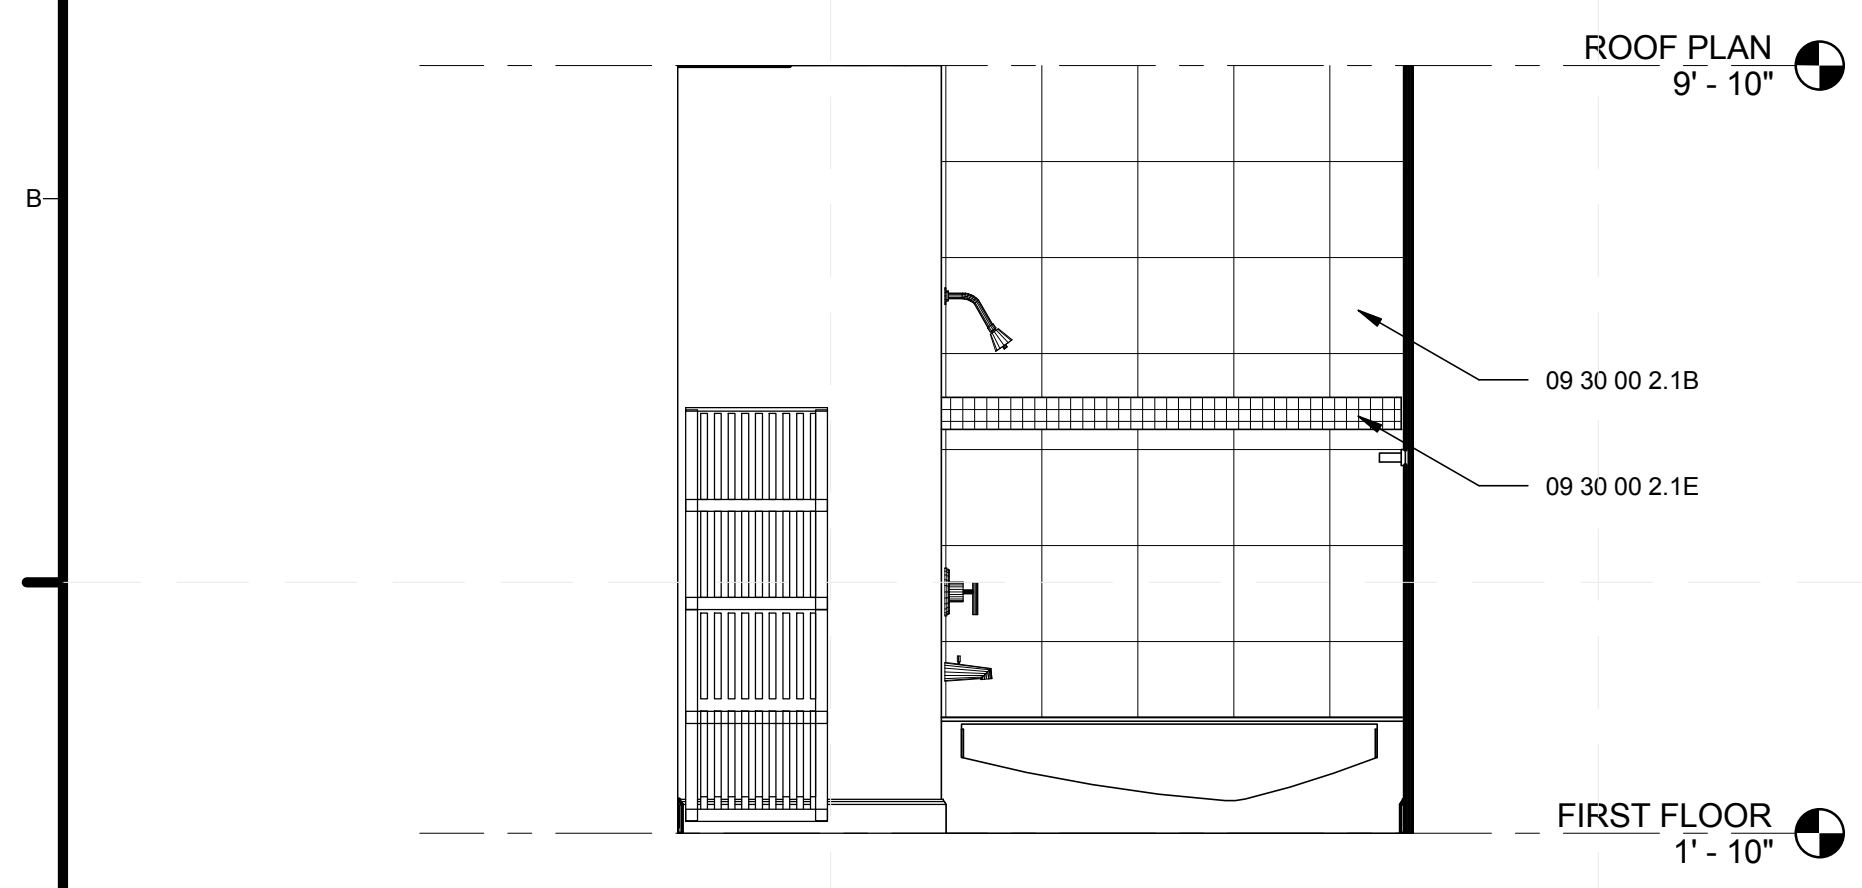 ROOF PLAN
9' - 10"
B
09 30 00 2.1B
09 30 00 2.1E
FIRST FLOOR
1' - 10"